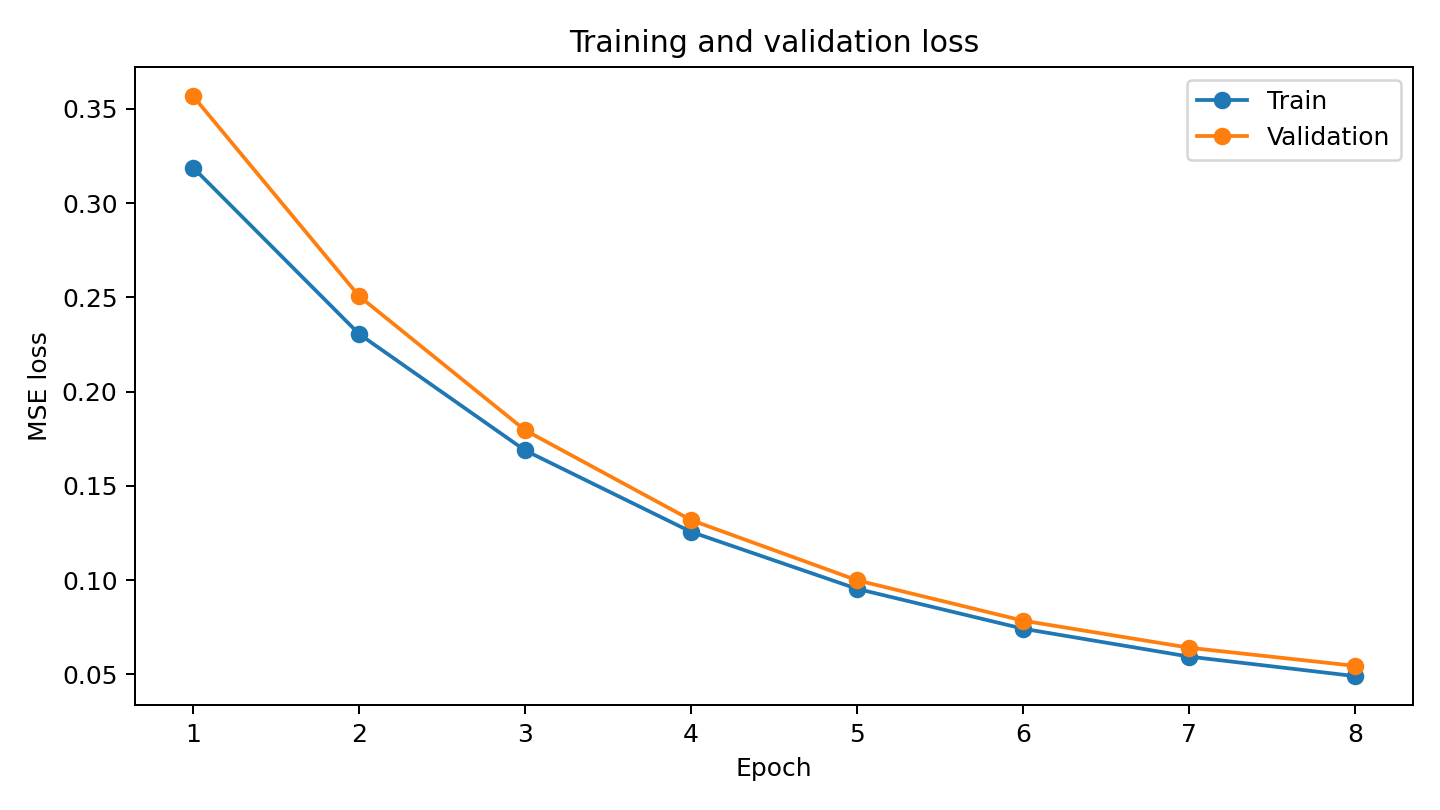 Training and validation loss
Train
Validation
MSE loss
0.35
0.30
0.25
0.20
0.15
0.10
0.05
1 2 3 4 5 6 7 8
Epoch